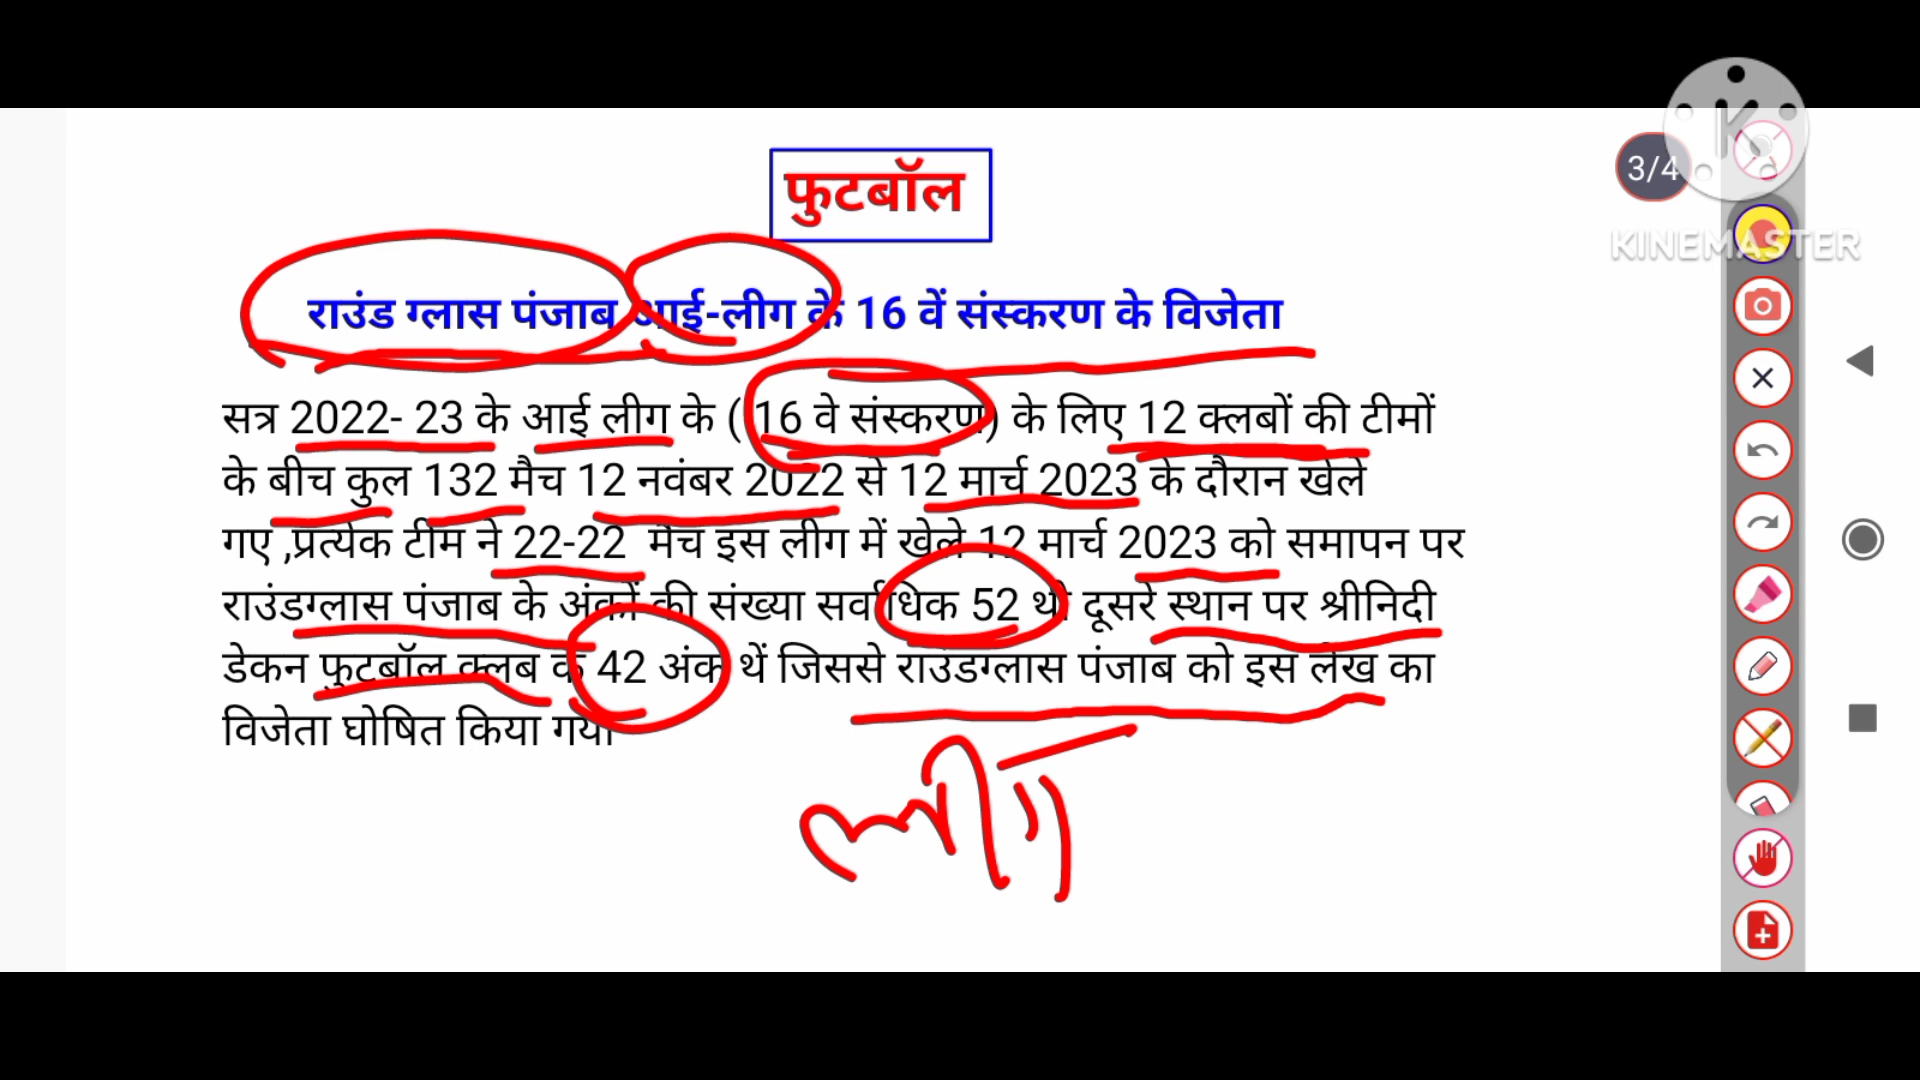 फुटबॉल
3/4
KINEMASTER
राउंड ग्लास पंजाब आई-लीग के 16 वें संस्करण के विजेता
सत्र 2022- 23 के आई लीग के ( 16 वे संस्करण) के लिए 12 क्लबों की टीमों
के बीच कुल 132 मैच 12 नवंबर 2022 से 12 मार्च 2023 के दौरान खेले
गए ,प्रत्येक टीम ने 22-22 मैच इस लीग में खेले 12 मार्च 2023 को समापन पर
राउंडग्लास पंजाब के अंकों की संख्या सर्वाधिक 52 थी दूसरे स्थान पर श्रीनिदी
डेकन फुटबॉल क्लब के 42 अंक थें जिससे राउंडग्लास पंजाब को इस लेख का
विजेता घोषित किया गया
लीग